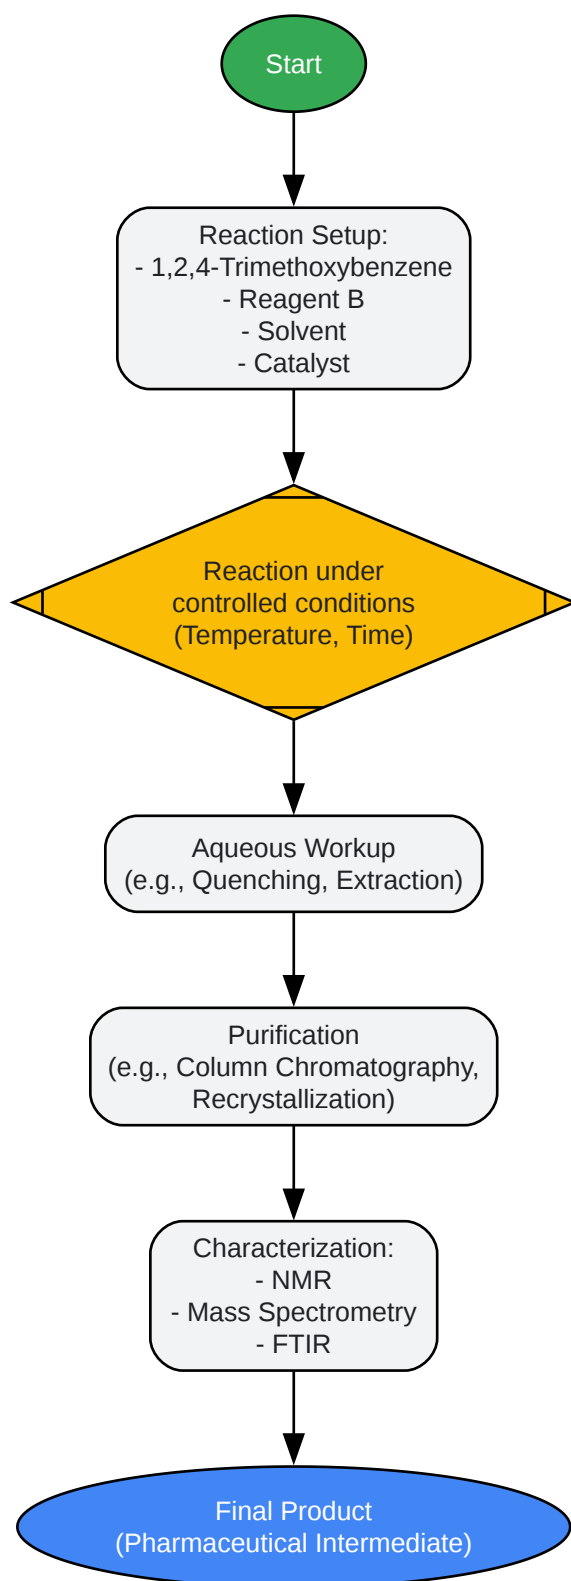 Start
Reaction Setup:
- 1,2,4-Trimethoxybenzene
- Reagent B
- Solvent
- Catalyst
Reaction under
controlled conditions
(Temperature, Time)
Aqueous Workup
(e.g., Quenching, Extraction)
Purification
(e.g., Column Chromatography,
Recrystallization)
Characterization:
- NMR
- Mass Spectrometry
- FTIR
Final Product
(Pharmaceutical Intermediate)